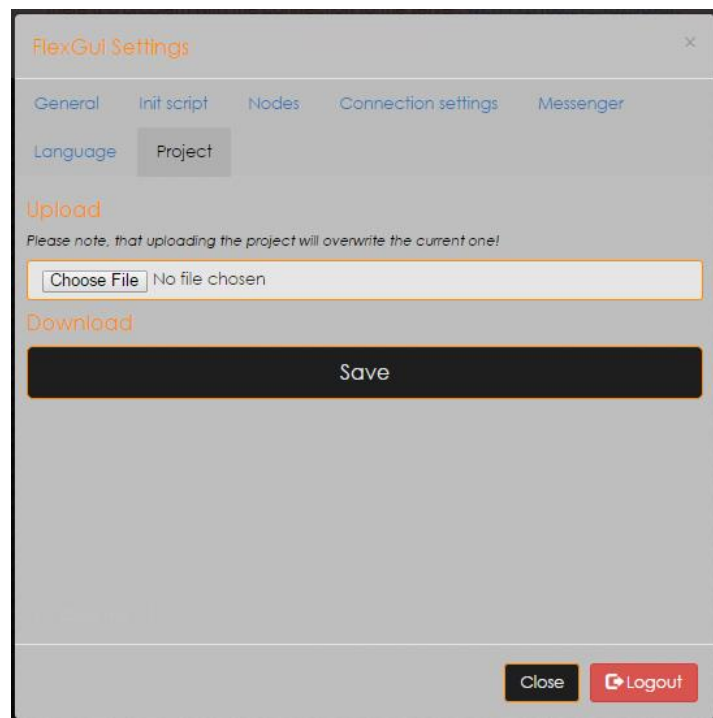 FlexGui Settings ×
General Init script Nodes Connection settings Messenger
Language Project
Upload
Please note, that uploading the project will overwrite the current one!
Choose File No file chosen
Download
Save
Close Logout